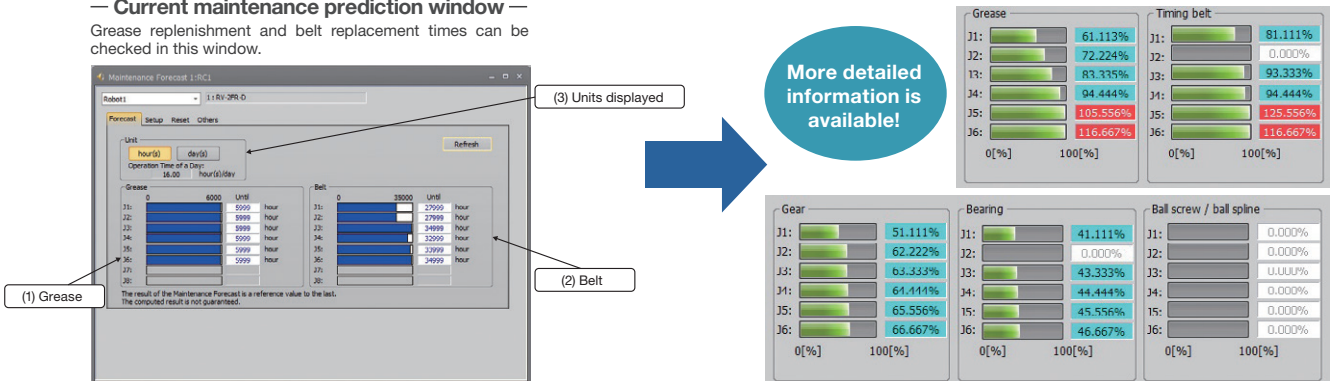 — Current maintenance prediction window —
Grease replenishment and belt replacement times can be
checked in this window.
Maintenance Forecast 1:RC1
Robot1
1 : RV-2FR-D
Forecast Setup Reset Others
Unit
hour(s) day(s)
Refresh
Operation Time of a Day:
16.00 hour(s)/day
Grease
0 6000 Until
J1: 5999 hour
J2: 5999 hour
J3: 5999 hour
J4: 5999 hour
J5: 5999 hour
J6: 5999 hour
J7:
J8:
Belt
0 35000 Until
J1: 27999 hour
J2: 27999 hour
J3: 34999 hour
J4: 32999 hour
J5: 33999 hour
J6: 34999 hour
J7:
J8:
The result of the Maintenance Forecast is a reference value to the last.
The computed result is not guaranteed.
(1) Grease
(2) Belt
(3) Units displayed
More detailed
information is
available!
Grease
J1: 61.113%
J2: 72.224%
J3: 83.335%
J4: 94.444%
J5: 105.556%
J6: 116.667%
0[%] 100[%]
Timing belt
J1: 81.111%
J2: 0.000%
J3: 93.333%
J4: 94.444%
J5: 125.556%
J6: 116.667%
0[%] 100[%]
Gear
J1: 51.111%
J2: 62.222%
J3: 63.333%
J4: 64.444%
J5: 65.556%
J6: 66.667%
0[%] 100[%]
Bearing
J1: 41.111%
J2: 0.000%
J3: 43.333%
J4: 44.444%
J5: 45.556%
J6: 46.667%
0[%] 100[%]
Ball screw / ball spline
J1: 0.000%
J2: 0.000%
J3: 0.000%
J4: 0.000%
J5: 0.000%
J6: 0.000%
0[%] 100[%]